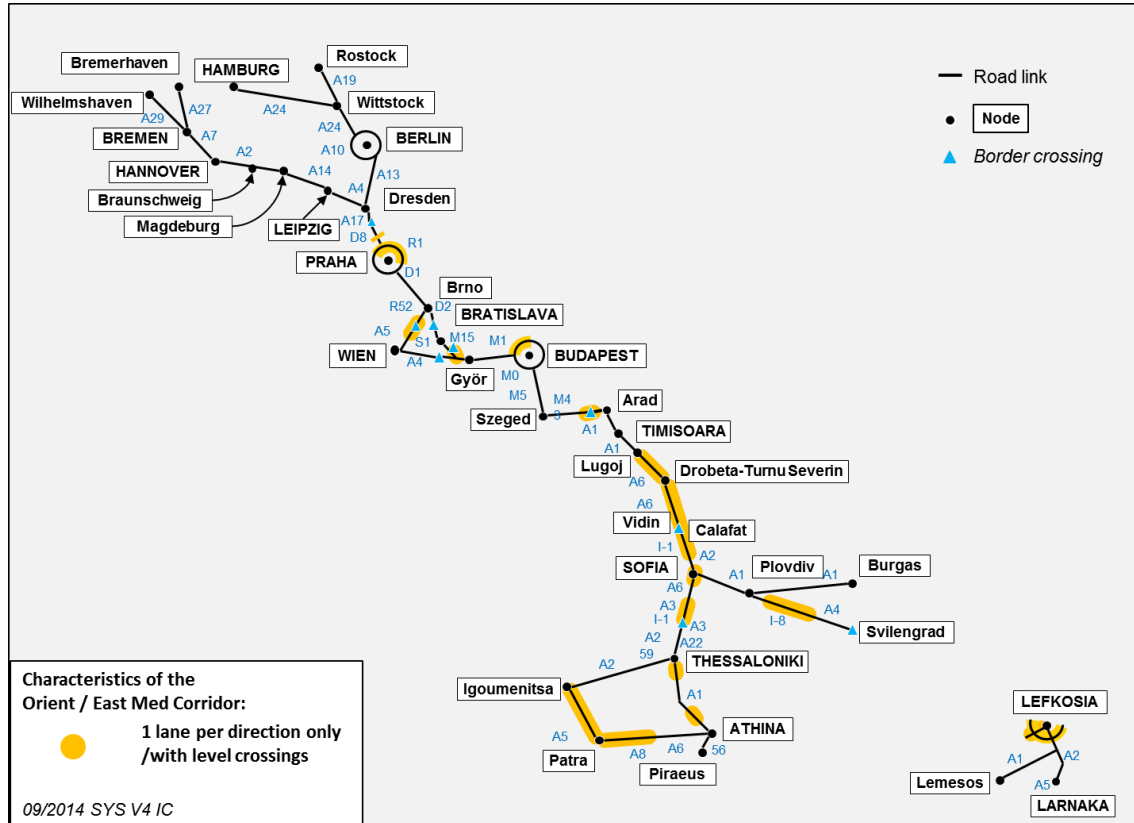 Rostock
Bremerhaven
HAMBURG
A19
Wilhelmshaven
A27
A24
Wittstock
A29
A24
BREMEN
A7
A10
BERLIN
A2
HANNOVER
A14
A13
Braunschweig
A4
Dresden
Magdeburg
LEIPZIG
A17
D8
R1
PRAHA
D1
Brno
R52
D2
BRATISLAVA
A5
S1
M15
M1
WIEN
A4
BUDAPEST
Györ
M0
M5
M4
3
Arad
Szeged
A1
TIMISOARA
A1
Lugoj
Drobeta-Turnu Severin
A6
A6
Vidin
Calafat
I-1
A2
SOFIA
A1
Plovdiv
A1
Burgas
A6
A3
I-1
A3
I-8
A4
Svilengrad
A2
A22
59
THESSALONIKI
A2
Igoumenitsa
A1
ATHINA
A5
A8
A6
56
Patra
Piraeus
LEFKOSIA
A1
A2
Lemesos
A5
LARNAKA
Road link
Node
Border crossing
Characteristics of the
Orient / East Med Corridor:
1 lane per direction only
/with level crossings
09/2014 SYS V4 IC